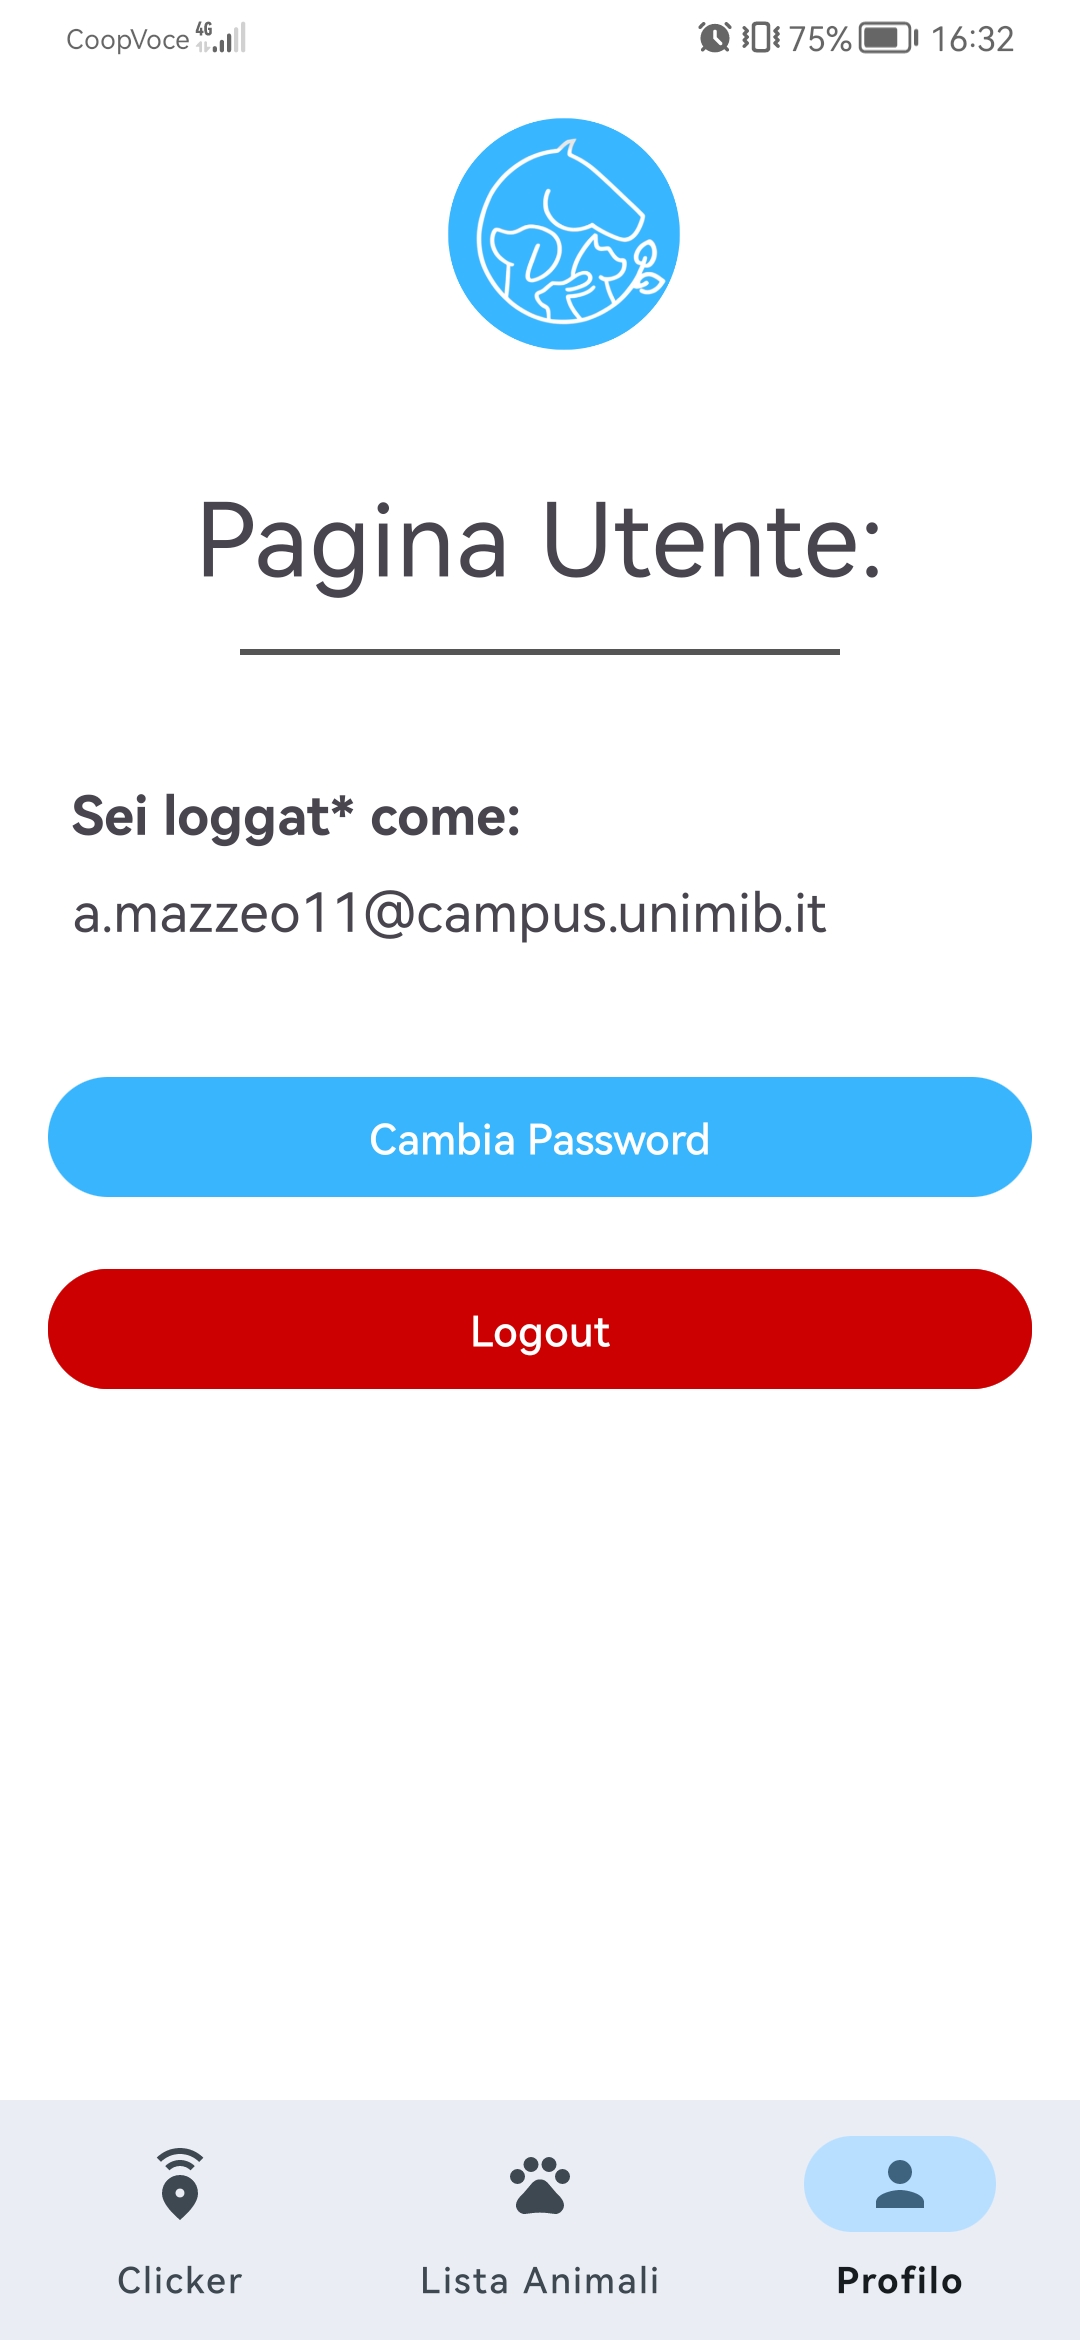 CoopVoce 4G 75% 16:32
Pagina Utente:
Sei loggat* come:
a.mazzeo11@campus.unimib.it
Cambia Password
Logout
Clicker Lista Animali Profilo